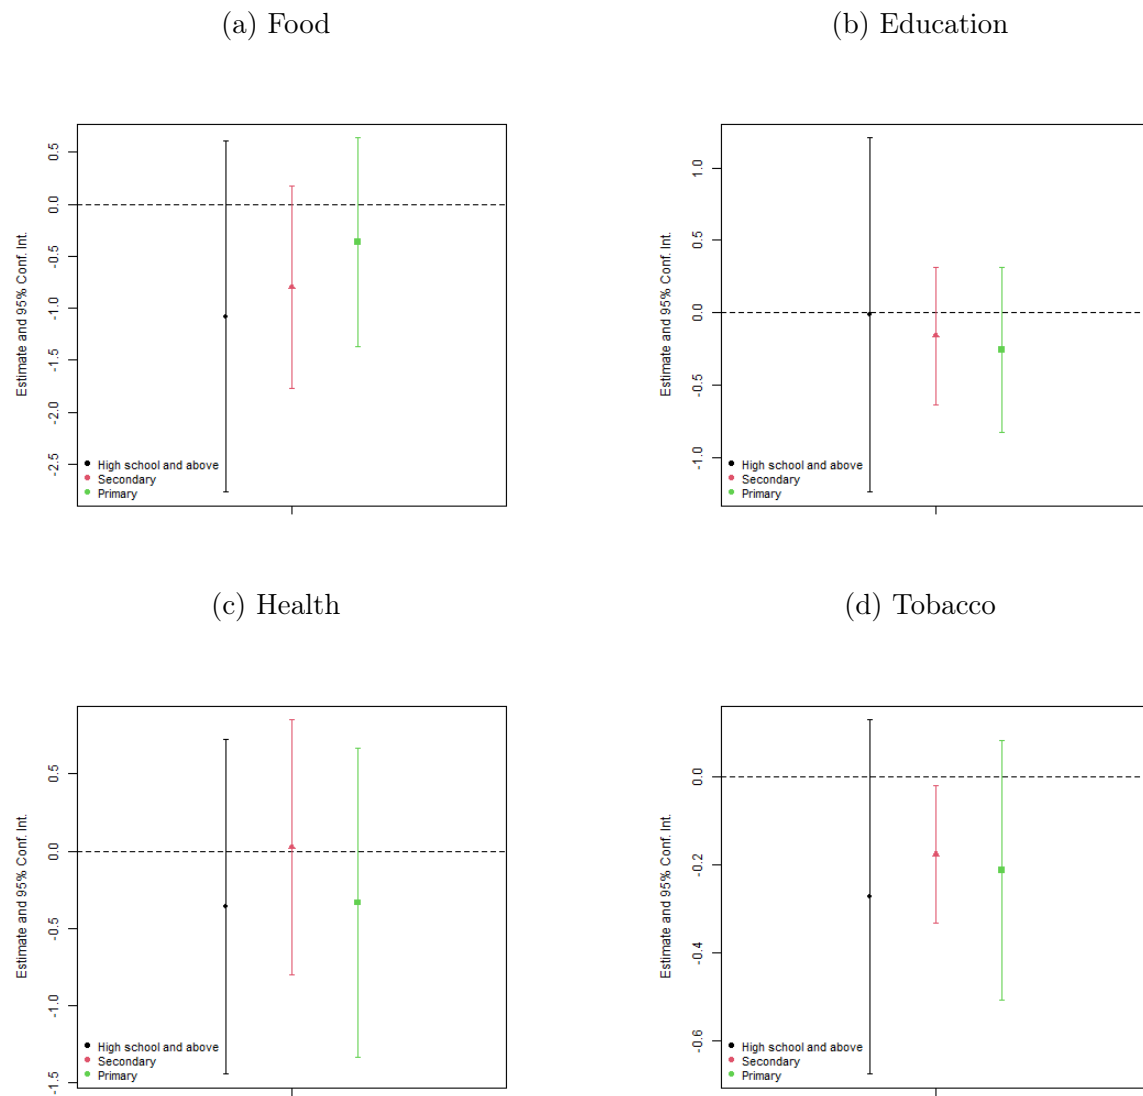 (a) Food
Estimate and 95% Conf. Int.
0.5
0.0
-0.5
-1.0
-1.5
-2.0
-2.5
High school and above
Secondary
Primary
(b) Education
Estimate and 95% Conf. Int.
1.0
0.5
0.0
-0.5
-1.0
High school and above
Secondary
Primary
(c) Health
Estimate and 95% Conf. Int.
0.5
0.0
-0.5
-1.0
-1.5
High school and above
Secondary
Primary
(d) Tobacco
Estimate and 95% Conf. Int.
0.0
-0.2
-0.4
-0.6
High school and above
Secondary
Primary